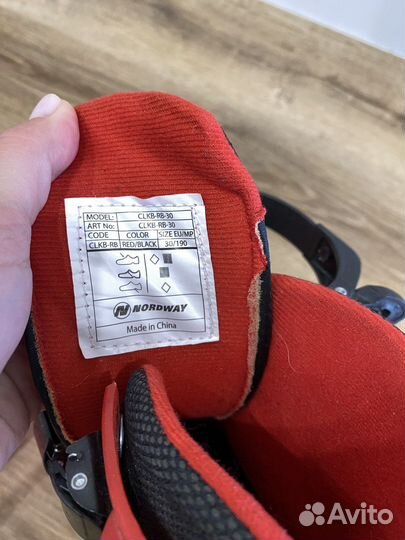 MODEL: CLKB-RB-30
ART No: CLKB-RB-30
CODE COLOR SIZE EU/MP
CLKB-RB RED/BLACK 30/190
NORDWAY
Made in China
Avito